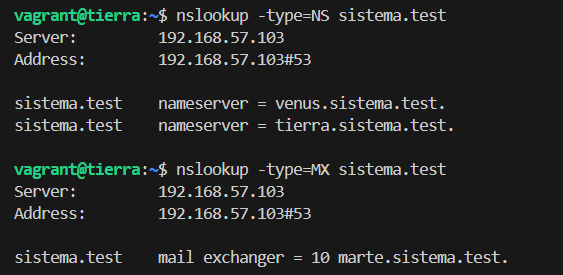 vagrant@tierra:~$ nslookup -type=NS sistema.test
Server: 192.168.57.103
Address: 192.168.57.103#53
sistema.test nameserver = venus.sistema.test.
sistema.test nameserver = tierra.sistema.test.
vagrant@tierra:~$ nslookup -type=MX sistema.test
Server: 192.168.57.103
Address: 192.168.57.103#53
sistema.test mail exchanger = 10 marte.sistema.test.